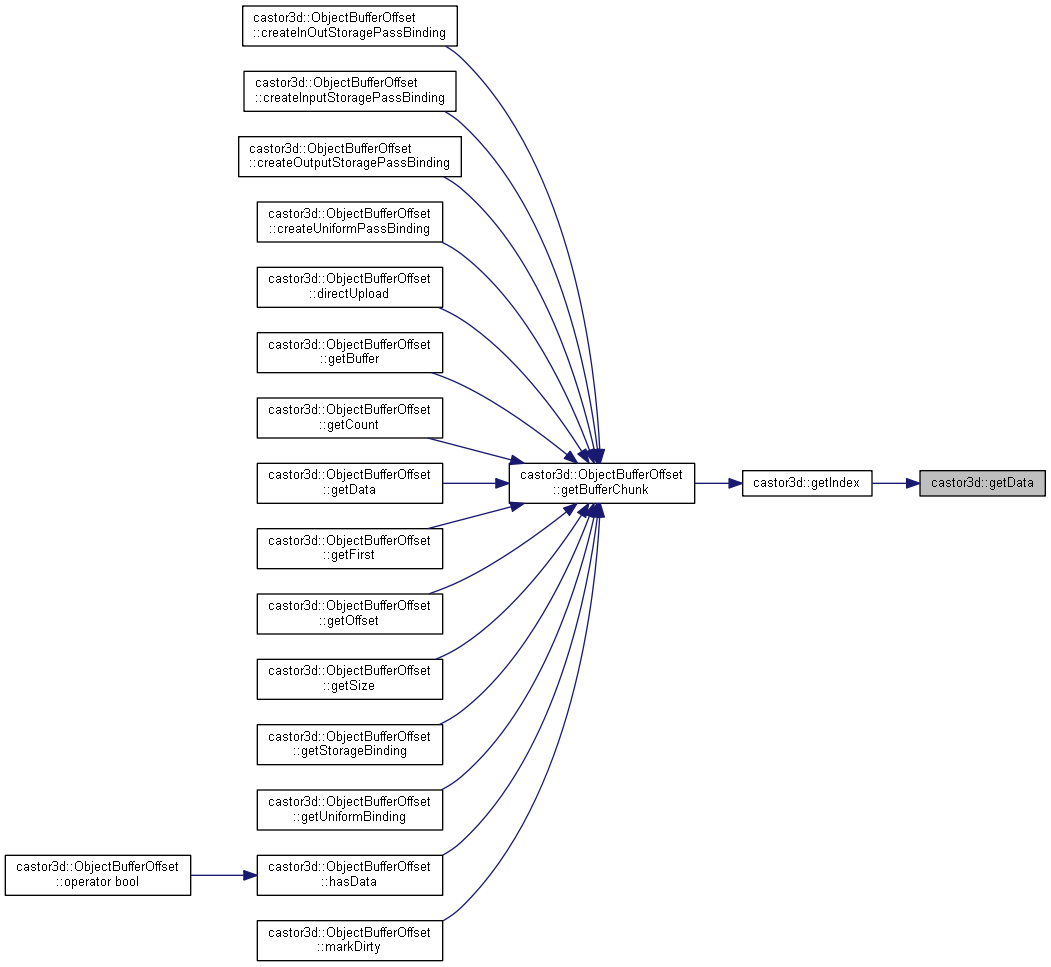 castor3d::ObjectBufferOffset
::createInOutStoragePassBinding
castor3d::ObjectBufferOffset
::createInputStoragePassBinding
castor3d::ObjectBufferOffset
::createOutputStoragePassBinding
castor3d::ObjectBufferOffset
::createUniformPassBinding
castor3d::ObjectBufferOffset
::directUpload
castor3d::ObjectBufferOffset
::getBuffer
castor3d::ObjectBufferOffset
::getCount
castor3d::ObjectBufferOffset
::getData
castor3d::ObjectBufferOffset
::getBufferChunk
castor3d::getIndex
castor3d::getData
castor3d::ObjectBufferOffset
::getFirst
castor3d::ObjectBufferOffset
::getOffset
castor3d::ObjectBufferOffset
::getSize
castor3d::ObjectBufferOffset
::getStorageBinding
castor3d::ObjectBufferOffset
::getUniformBinding
castor3d::ObjectBufferOffset
::operator bool
castor3d::ObjectBufferOffset
::hasData
castor3d::ObjectBufferOffset
::markDirty